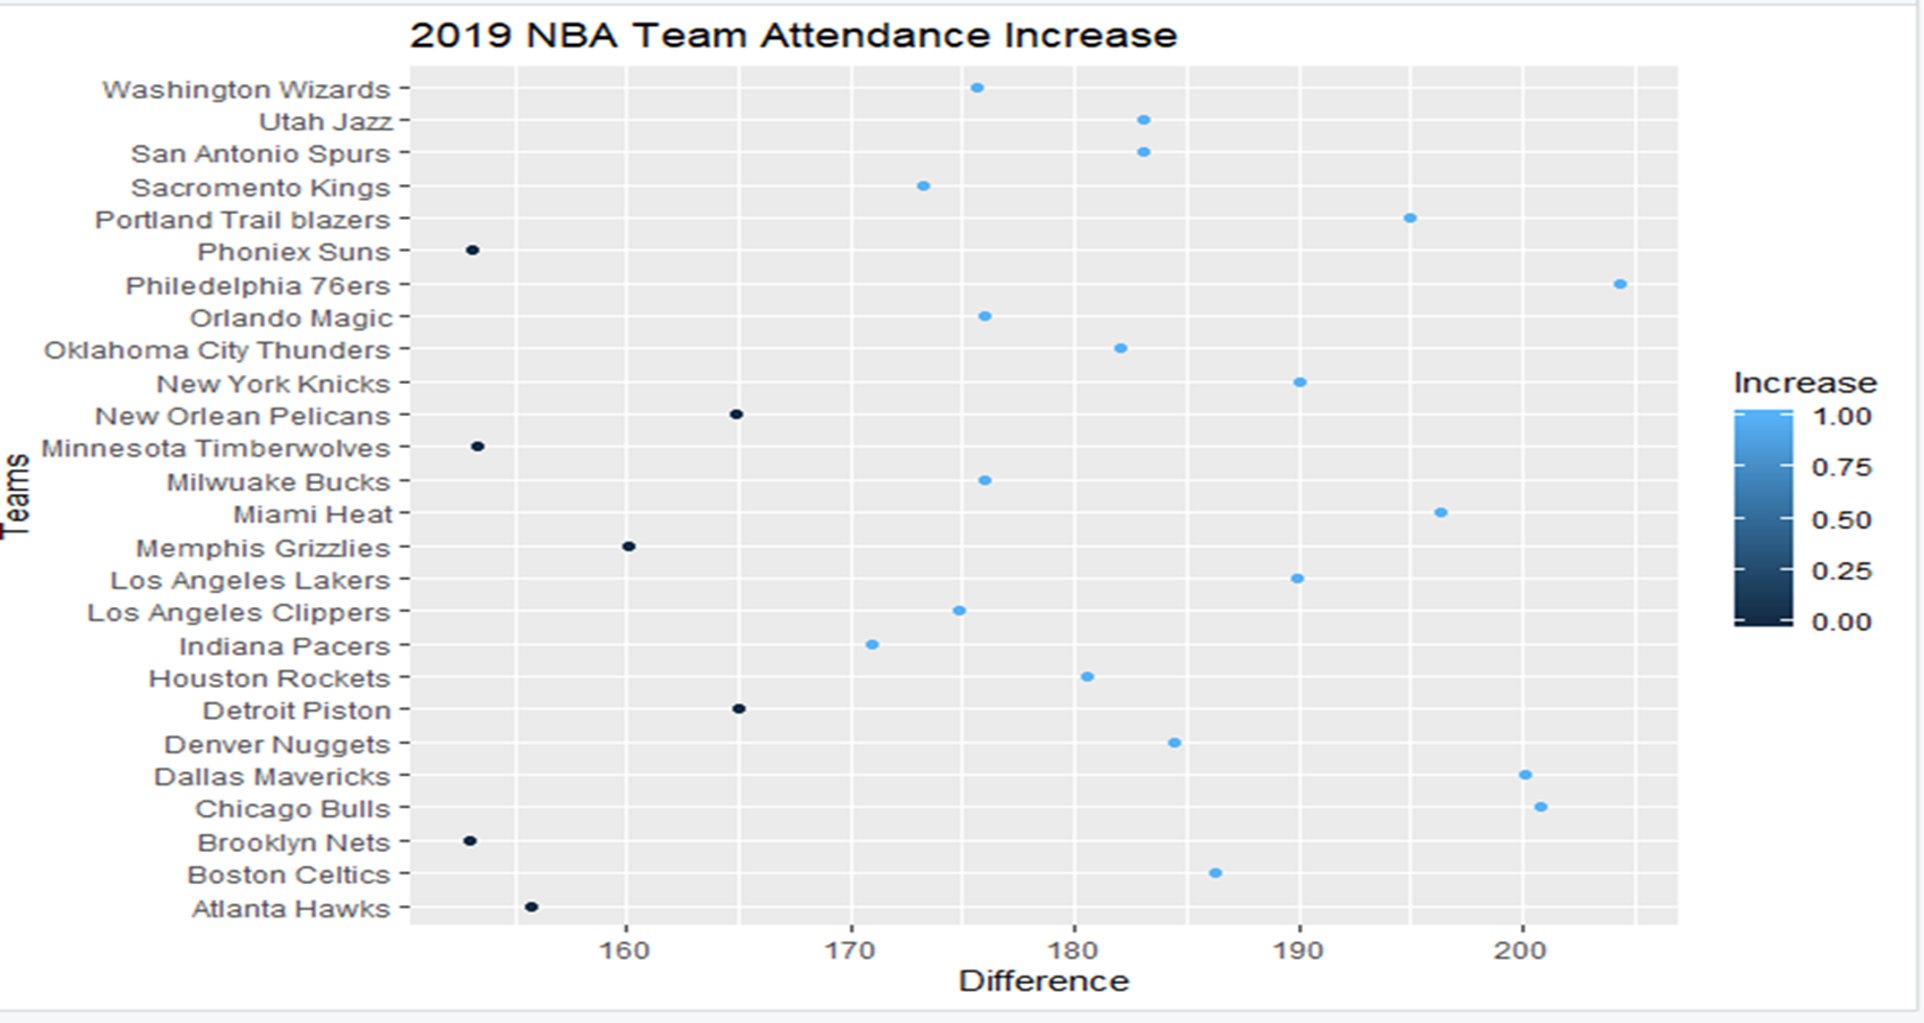 2019 NBA Team Attendance Increase
Washington Wizards
Utah Jazz
San Antonio Spurs
Sacromento Kings
Portland Trail blazers
Phoniex Suns
Philedelphia 76ers
Orlando Magic
Oklahoma City Thunders
New York Knicks
New Orlean Pelicans
Minnesota Timberwolves
Milwuake Bucks
Miami Heat
Memphis Grizzlies
Los Angeles Lakers
Los Angeles Clippers
Indiana Pacers
Houston Rockets
Detroit Piston
Denver Nuggets
Dallas Mavericks
Chicago Bulls
Brooklyn Nets
Boston Celtics
Atlanta Hawks
Teams
160 170 180 190 200
Difference
Increase
1.00
0.75
0.50
0.25
0.00